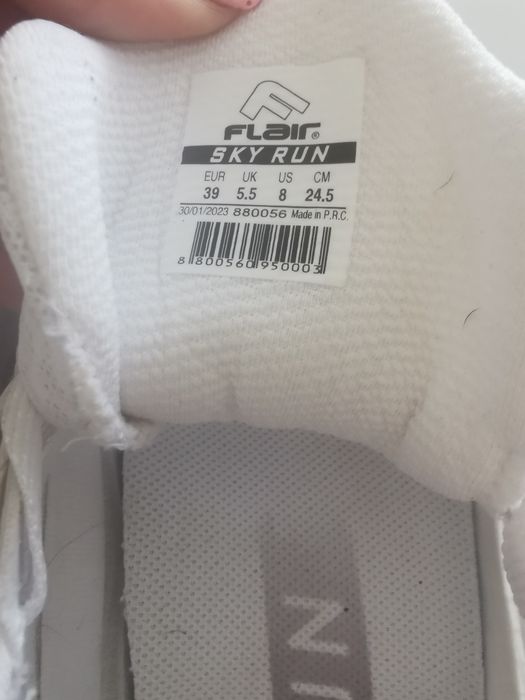 FLaIr®
SKY RUN
EUR UK US CM
39 5.5 8 24.5
30/01/2023 880056 Made in P.R.C.
8 800560 950003
UN